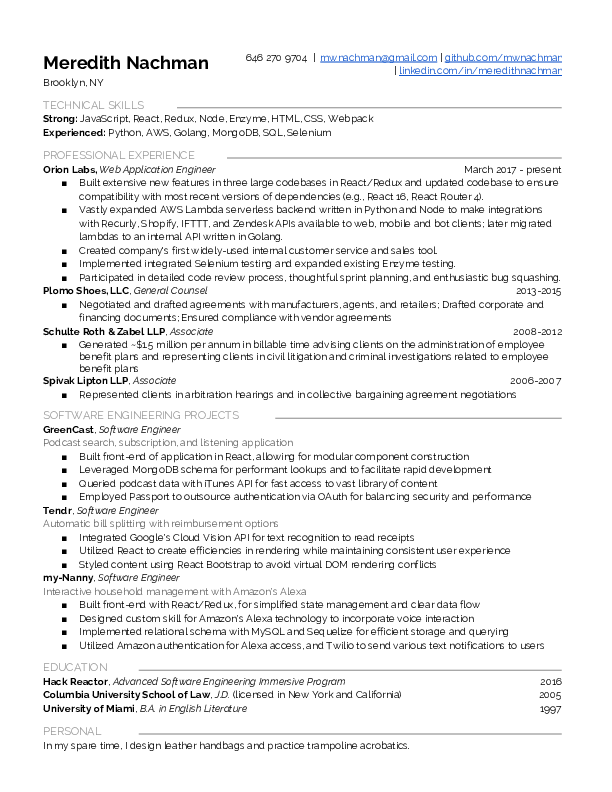 Meredith Nachman
646 270 9704 | mwnachman@gmail.com | github.com/mwnachman
| linkedin.com/in/meredithnachman
Brooklyn, NY
TECHNICAL SKILLS
Strong: JavaScript, React, Redux, Node, Enzyme, HTML, CSS, Webpack
Experienced: Python, AWS, Golang, MongoDB, SQL, Selenium
PROFESSIONAL EXPERIENCE
Orion Labs, Web Application Engineer March 2017 - present
■ Built extensive new features in three large codebases in React/Redux and updated codebase to ensure
compatibility with most recent versions of dependencies (e.g., React 16, React Router 4).
■ Vastly expanded AWS Lambda serverless backend written in Python and Node to make integrations
with Recurly, Shopify, IFTTT, and Zendesk APIs available to web, mobile and bot clients; later migrated
lambdas to an internal API written in Golang.
■ Created company's first widely-used internal customer service and sales tool.
■ Implemented integrated Selenium testing and expanded existing Enzyme testing.
■ Participated in detailed code review process, thoughtful sprint planning, and enthusiastic bug squashing.
Plomo Shoes, LLC, General Counsel 2013-2015
■ Negotiated and drafted agreements with manufacturers, agents, and retailers; Drafted corporate and
financing documents; Ensured compliance with vendor agreements
Schulte Roth & Zabel LLP, Associate 2008-2012
■ Generated ~$1.5 million per annum in billable time advising clients on the administration of employee
benefit plans and representing clients in civil litigation and criminal investigations related to employee
benefit plans
Spivak Lipton LLP, Associate 2006-2007
■ Represented clients in arbitration hearings and in collective bargaining agreement negotiations
SOFTWARE ENGINEERING PROJECTS
GreenCast, Software Engineer
Podcast search, subscription, and listening application
■ Built front-end of application in React, allowing for modular component construction
■ Leveraged MongoDB schema for performant lookups and to facilitate rapid development
■ Queried podcast data with iTunes API for fast access to vast library of content
■ Employed Passport to outsource authentication via OAuth for balancing security and performance
Tendr, Software Engineer
Automatic bill splitting with reimbursement options
■ Integrated Google's Cloud Vision API for text recognition to read receipts
■ Utilized React to create efficiencies in rendering while maintaining consistent user experience
■ Styled content using React Bootstrap to avoid virtual DOM rendering conflicts
my-Nanny, Software Engineer
Interactive household management with Amazon's Alexa
■ Built front-end with React/Redux, for simplified state management and clear data flow
■ Designed custom skill for Amazon's Alexa technology to incorporate voice interaction
■ Implemented relational schema with MySQL and Sequelize for efficient storage and querying
■ Utilized Amazon authentication for Alexa access, and Twilio to send various text notifications to users
EDUCATION
Hack Reactor, Advanced Software Engineering Immersive Program 2016
Columbia University School of Law, J.D. (licensed in New York and California) 2005
University of Miami, B.A. in English Literature 1997
PERSONAL
In my spare time, I design leather handbags and practice trampoline acrobatics.